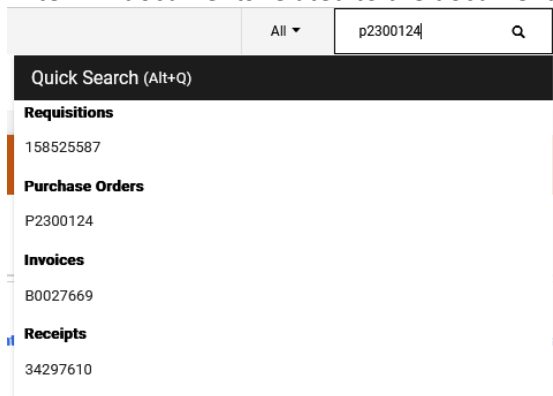 All
p2300124
Quick Search (Alt+Q)
Requisitions
158525587
Purchase Orders
P2300124
Invoices
B0027669
Receipts
34297610